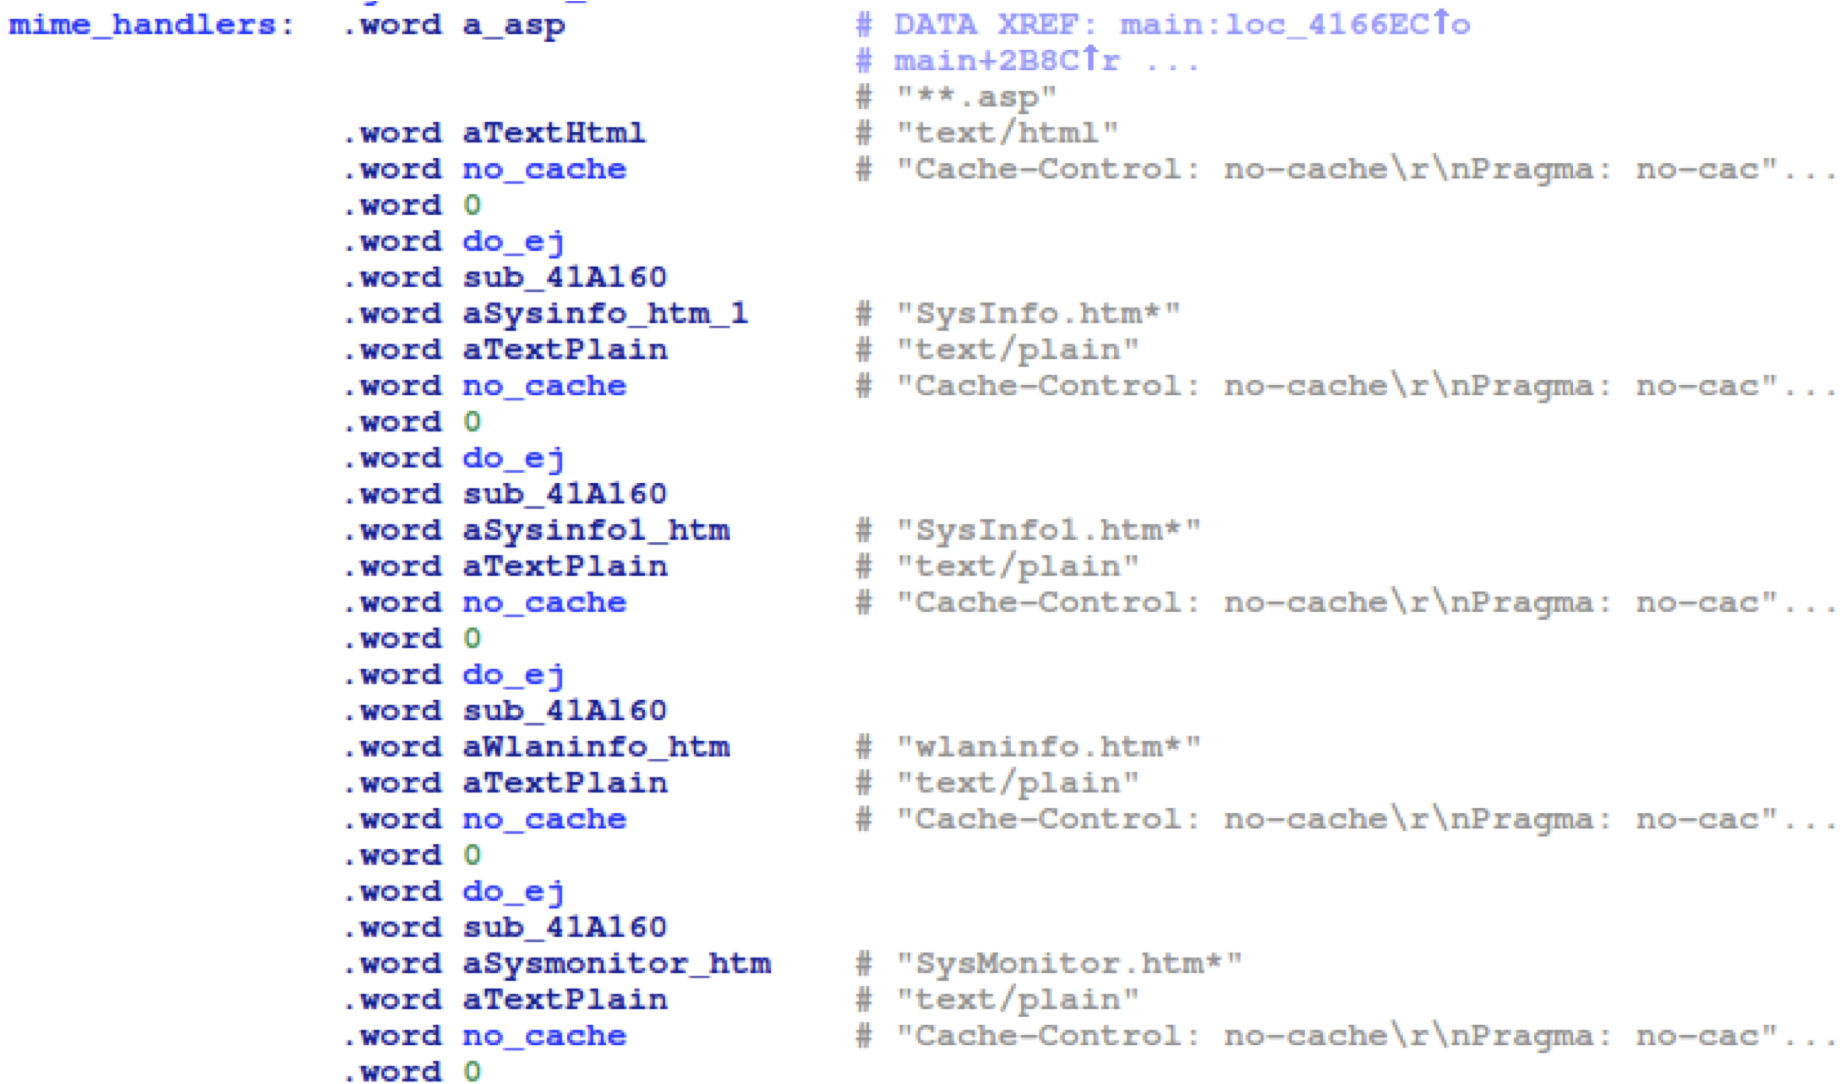 mime_handlers: .word a_asp # DATA XREF: main:loc_4166EC↑o
# main+2B8C↑r ...
# "**.asp"
.word aTextHtml # "text/html"
.word no_cache # "Cache-Control: no-cache\r\nPragma: no-cac"...
.word 0
.word do_ej
.word sub_41A160
.word aSysinfo_htm_1 # "SysInfo.htm*"
.word aTextPlain # "text/plain"
.word no_cache # "Cache-Control: no-cache\r\nPragma: no-cac"...
.word 0
.word do_ej
.word sub_41A160
.word aSysinfo1_htm # "SysInfo1.htm*"
.word aTextPlain # "text/plain"
.word no_cache # "Cache-Control: no-cache\r\nPragma: no-cac"...
.word 0
.word do_ej
.word sub_41A160
.word aWlaninfo_htm # "wlaninfo.htm*"
.word aTextPlain # "text/plain"
.word no_cache # "Cache-Control: no-cache\r\nPragma: no-cac"...
.word 0
.word do_ej
.word sub_41A160
.word aSysmonitor_htm # "SysMonitor.htm*"
.word aTextPlain # "text/plain"
.word no_cache # "Cache-Control: no-cache\r\nPragma: no-cac"...
.word 0